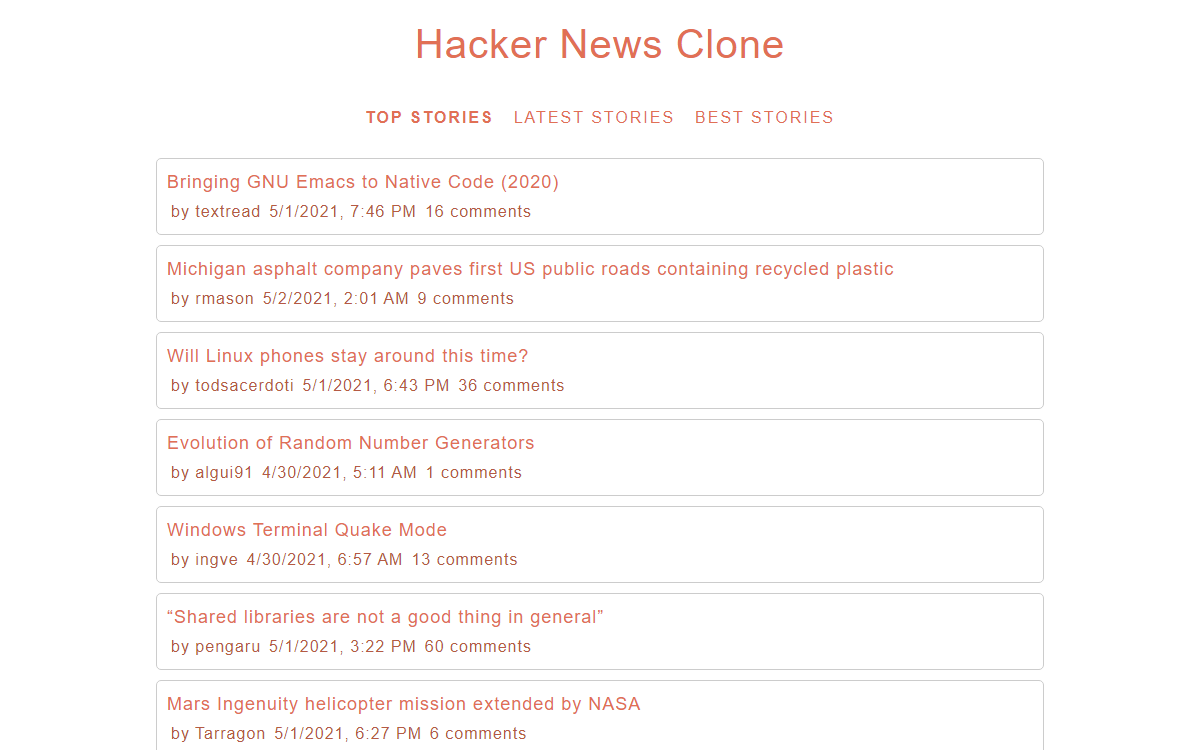 Hacker News Clone
TOP STORIES LATEST STORIES BEST STORIES
Bringing GNU Emacs to Native Code (2020)
by textread 5/1/2021, 7:46 PM 16 comments
Michigan asphalt company paves first US public roads containing recycled plastic
by rmason 5/2/2021, 2:01 AM 9 comments
Will Linux phones stay around this time?
by todsacerdoti 5/1/2021, 6:43 PM 36 comments
Evolution of Random Number Generators
by algui91 4/30/2021, 5:11 AM 1 comments
Windows Terminal Quake Mode
by ingve 4/30/2021, 6:57 AM 13 comments
“Shared libraries are not a good thing in general”
by pengaru 5/1/2021, 3:22 PM 60 comments
Mars Ingenuity helicopter mission extended by NASA
by Tarragon 5/1/2021, 6:27 PM 6 comments